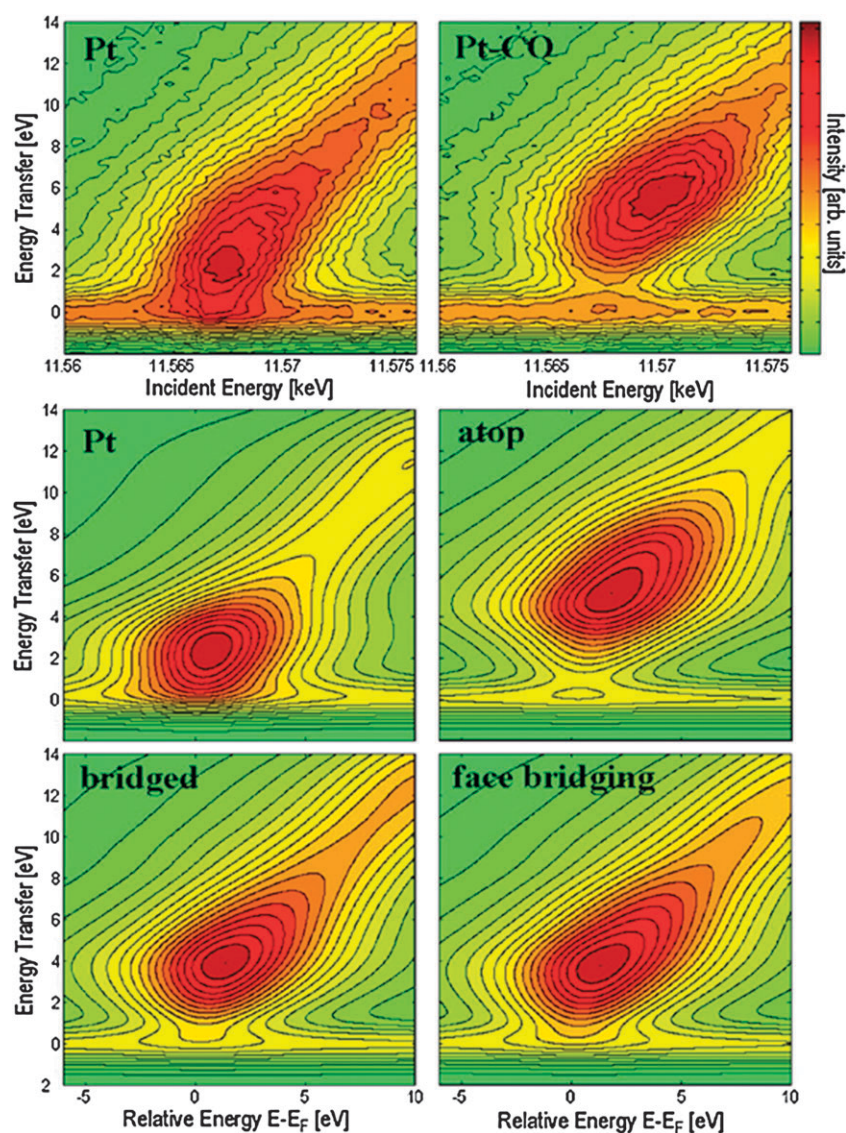 Pt
Pt-CO
14
12
10
8
6
4
2
0
Energy Transfer [eV]
11.56
11.565
11.57
11.575
Incident Energy [keV]
11.56
11.565
11.57
11.575
Incident Energy [keV]
Intensity [arb. units]
Pt
atop
14
12
10
8
6
4
2
0
Energy Transfer [eV]
bridged
face bridging
14
12
10
8
6
4
2
0
2
Energy Transfer [eV]
-5
0
5
10
Relative Energy E-EF [eV]
-5
0
5
10
Relative Energy E-EF [eV]